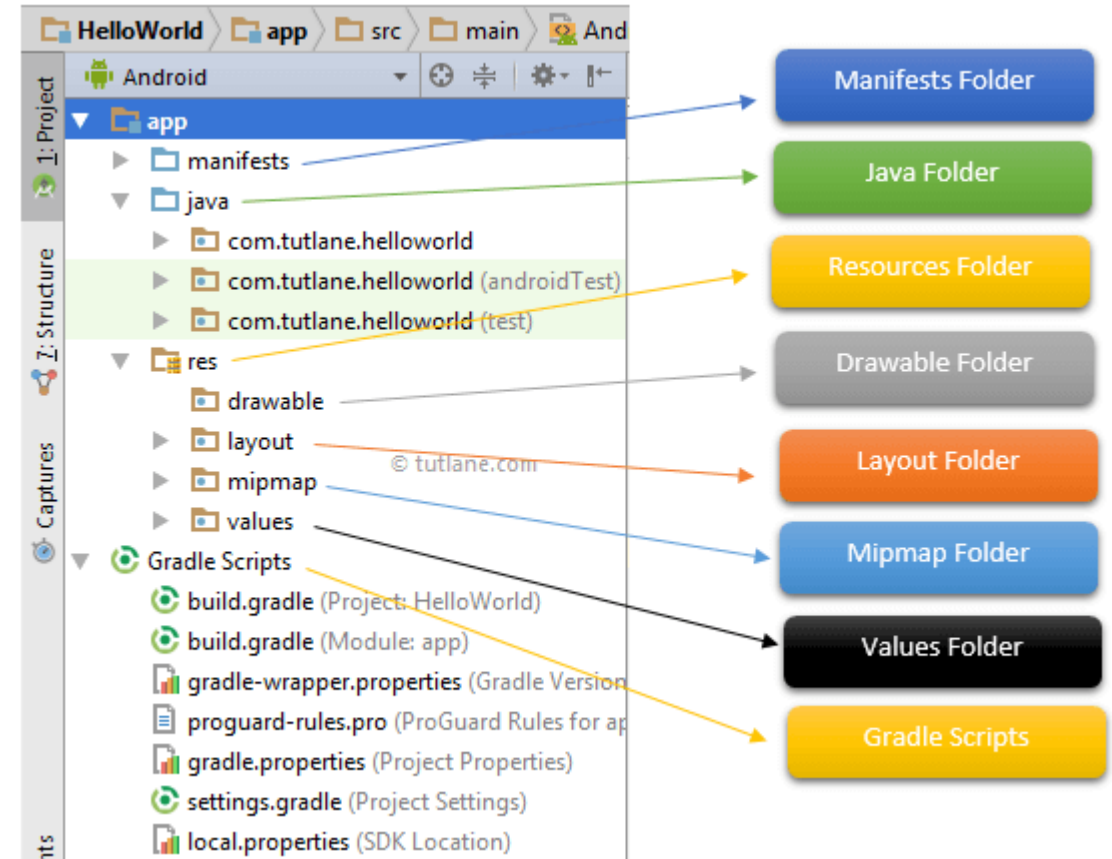 HelloWorld app src main And
Android
1: Project
7: Structure
Captures
nts
app
manifests
java
com.tutlane.helloworld
com.tutlane.helloworld (androidTest)
com.tutlane.helloworld (test)
res
drawable
layout
© tutlane.com
mipmap
values
Gradle Scripts
build.gradle (Project: HelloWorld)
build.gradle (Module: app)
gradle-wrapper.properties (Gradle Version
proguard-rules.pro (ProGuard Rules for ap
gradle.properties (Project Properties)
settings.gradle (Project Settings)
local.properties (SDK Location)
Manifests Folder
Java Folder
Resources Folder
Drawable Folder
Layout Folder
Mipmap Folder
Values Folder
Gradle Scripts